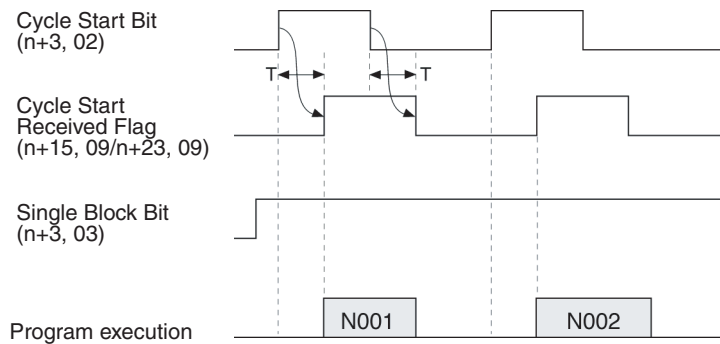 Cycle Start Bit
(n+3, 02)
T
T
Cycle Start
Received Flag
(n+15, 09/n+23, 09)
Single Block Bit
(n+3, 03)
Program execution
N001
N002